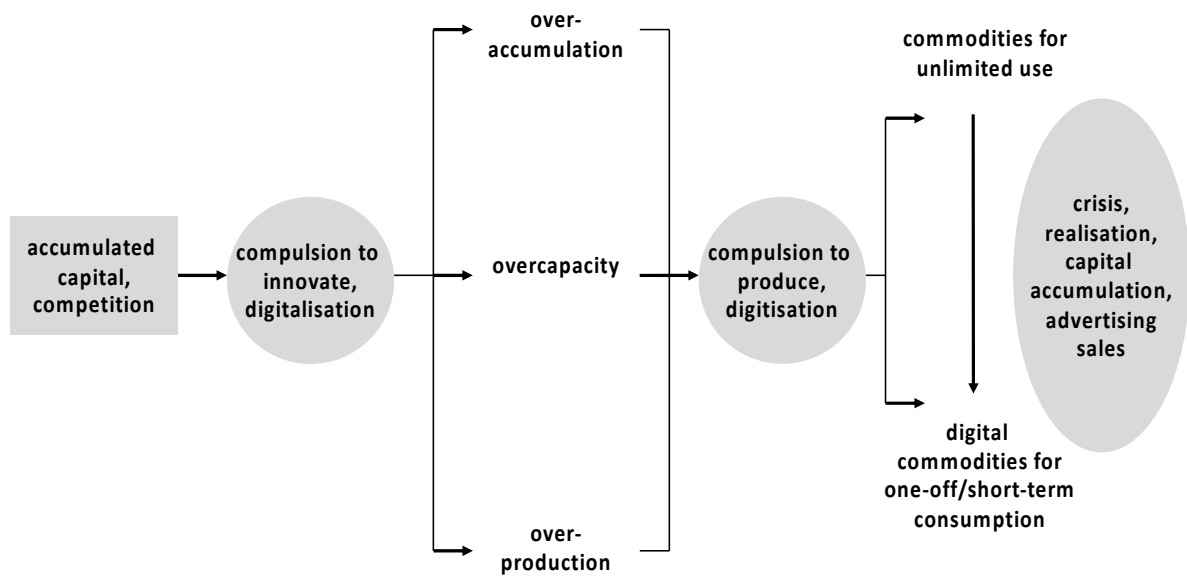 accumulated
capital,
competition
compulsion to
innovate,
digitalisation
over-
accumulation
overcapacity
over-
production
compulsion to
produce,
digitisation
commodities for
unlimited use
digital
commodities for
one-off/short-term
consumption
crisis,
realisation,
capital
accumulation,
advertising
sales